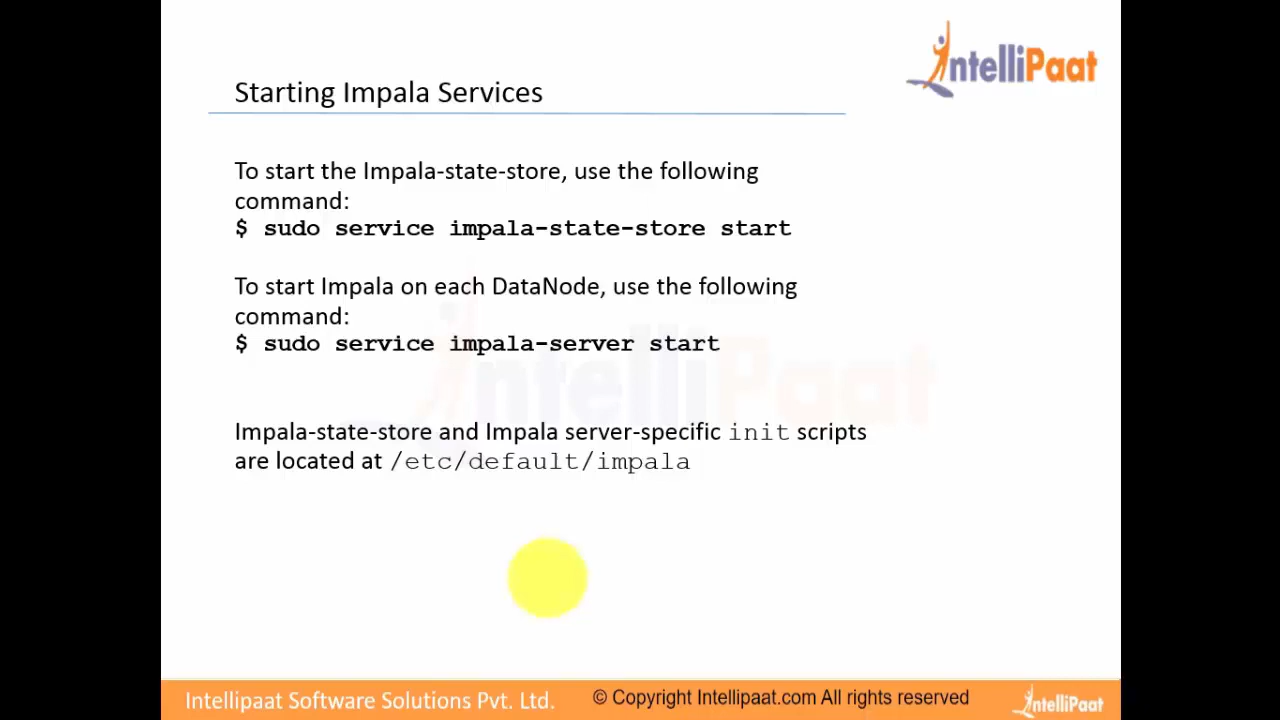 IntelliPaat
Starting Impala Services
To start the Impala-state-store, use the following
command:
$ sudo service impala-state-store start
To start Impala on each DataNode, use the following
command:
$ sudo service impala-server start
IntelliPaat
Impala-state-store and Impala server-specific init scripts
are located at /etc/default/impala
Intellipaat Software Solutions Pvt. Ltd. © Copyright Intellipaat.com All rights reserved IntelliPaat